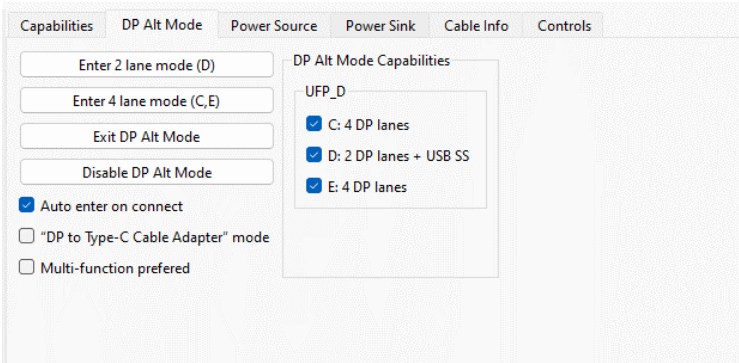 Capabilities DP Alt Mode Power Source Power Sink Cable Info Controls
Enter 2 lane mode (D)
Enter 4 lane mode (C,E)
Exit DP Alt Mode
Disable DP Alt Mode
Auto enter on connect
"DP to Type-C Cable Adapter" mode
Multi-function prefered
DP Alt Mode Capabilities
UFP_D
C: 4 DP lanes
D: 2 DP lanes + USB SS
E: 4 DP lanes